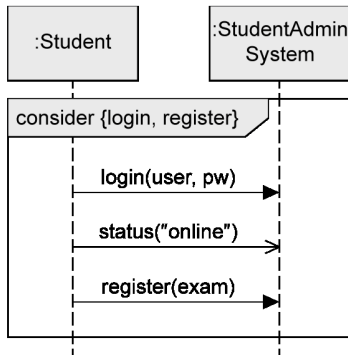 :Student
:StudentAdmin
System
consider {login, register}
login(user, pw)
status("online")
register(exam)